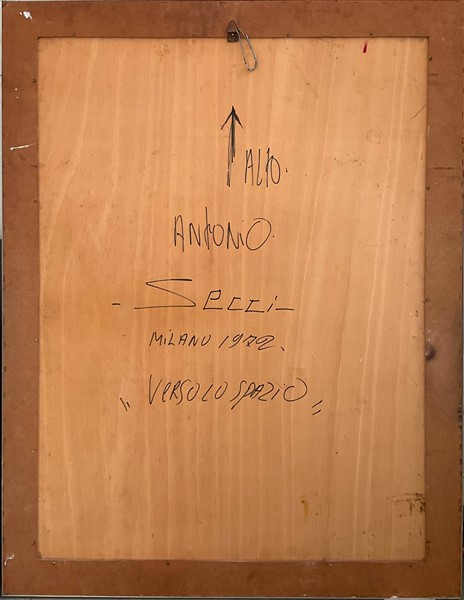 ALTO.
ANTONIO
- Secci -
MILANO 1972.
"VERSO LO SPAZIO"